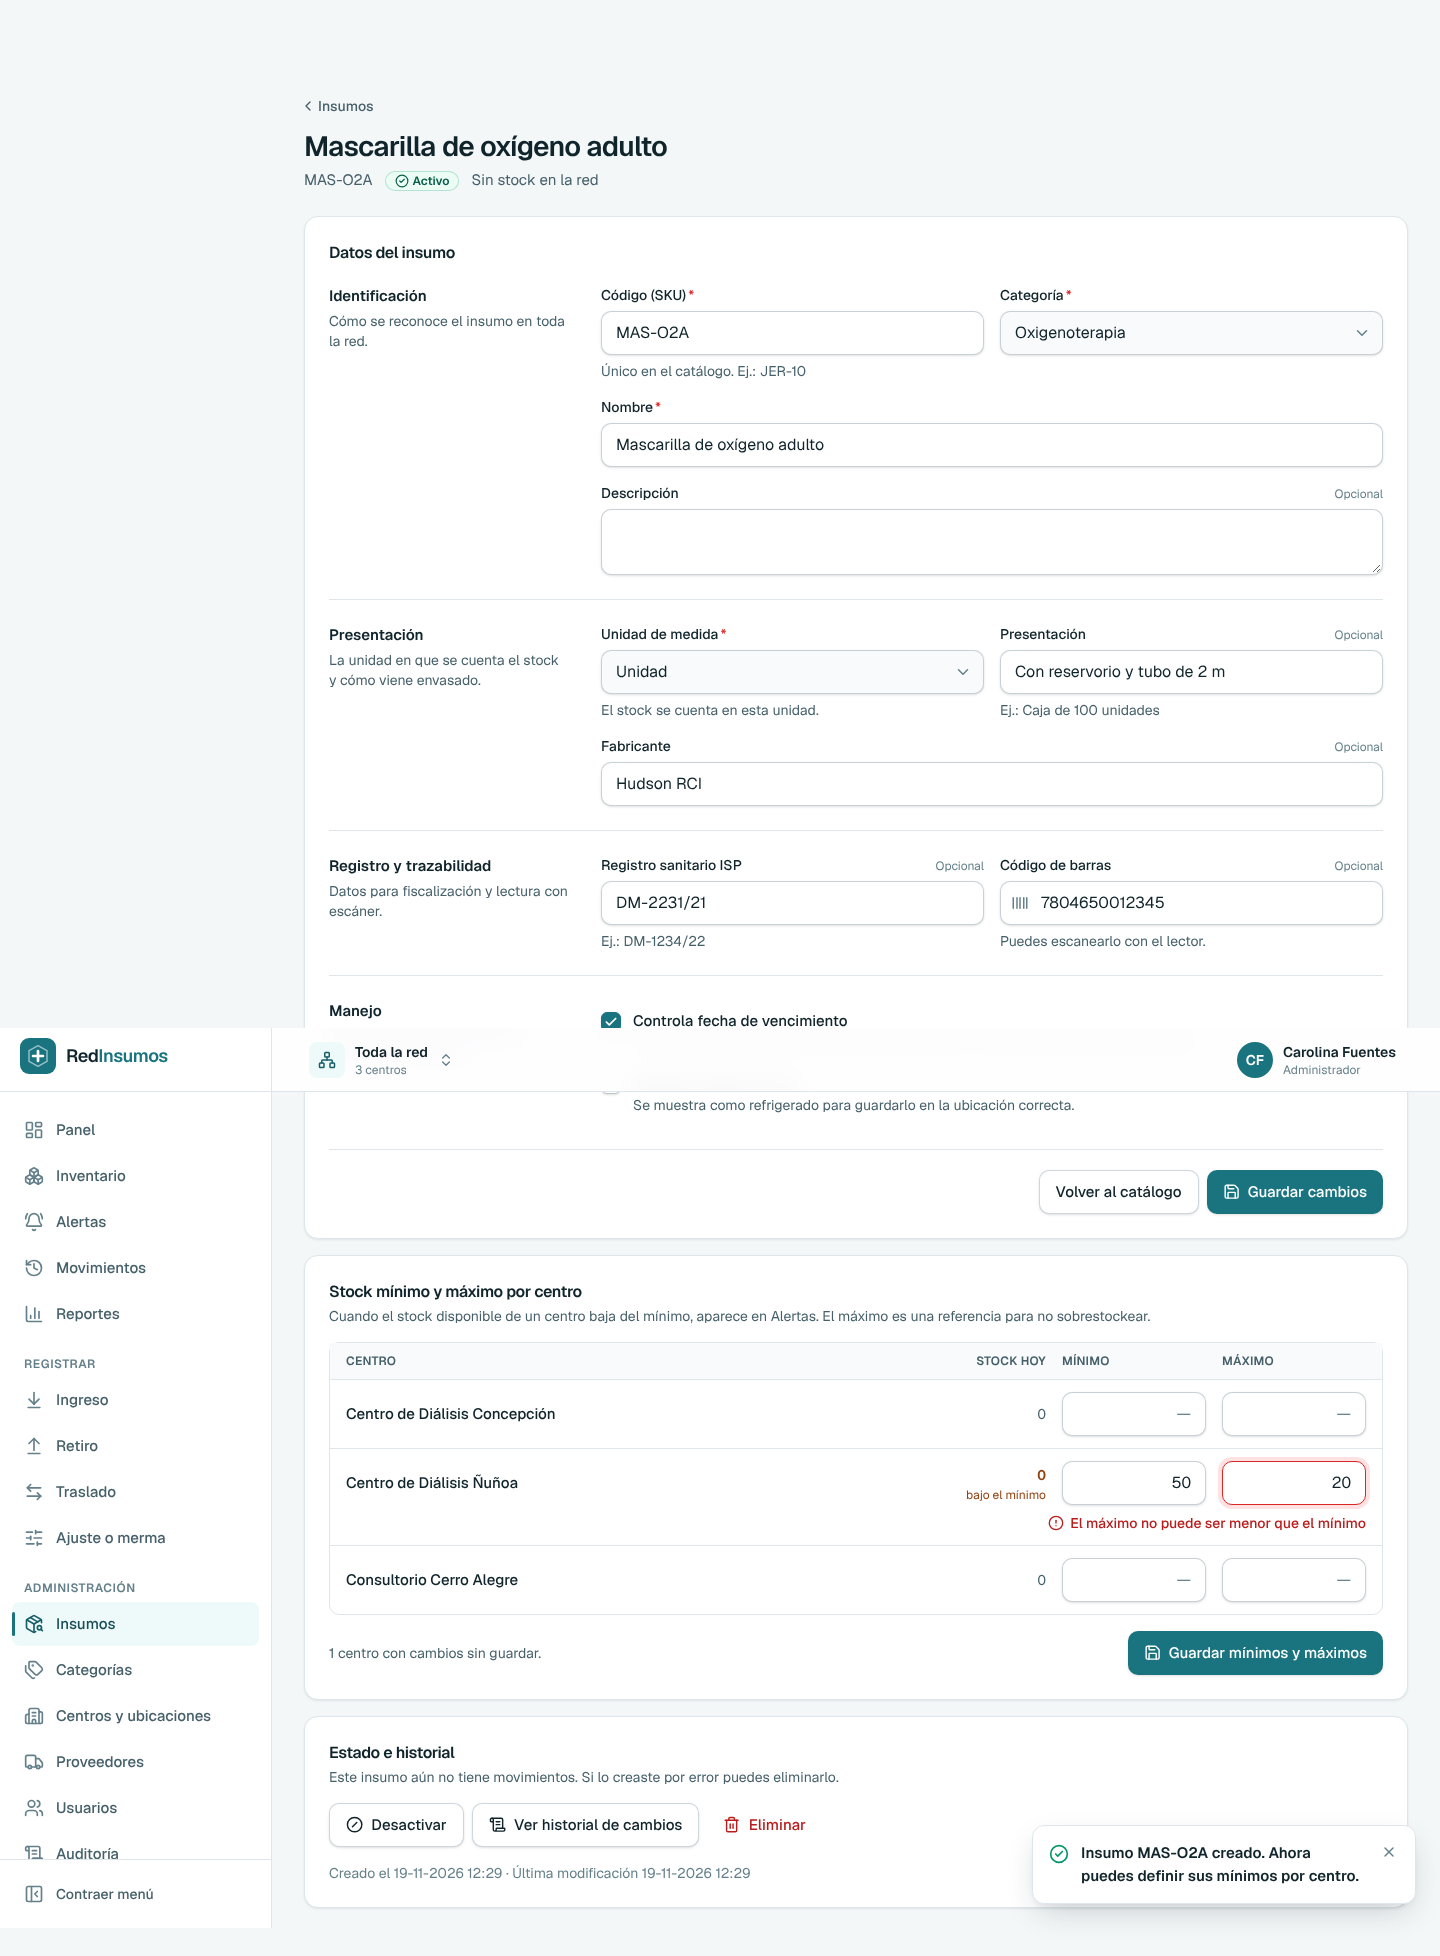 Insumos
Mascarilla de oxígeno adulto
MAS-O2A Activo Sin stock en la red
Datos del insumo
Identificación
Cómo se reconoce el insumo en toda
la red.
Código (SKU) * Categoría *
MAS-O2A Oxigenoterapia
Único en el catálogo. Ej.: JER-10
Nombre *
Mascarilla de oxígeno adulto
Descripción Opcional
Presentación
La unidad en que se cuenta el stock
y cómo viene envasado.
Unidad de medida * Presentación Opcional
Unidad Con reservorio y tubo de 2 m
El stock se cuenta en esta unidad. Ej.: Caja de 100 unidades
Fabricante Opcional
Hudson RCI
Registro y trazabilidad
Datos para fiscalización y lectura con
escáner.
Registro sanitario ISP Opcional Código de barras Opcional
DM-2231/21 7804650012345
Ej.: DM-1234/22 Puedes escanearlo con el lector.
Manejo
Controla fecha de vencimiento
RedInsumos
Toda la red
3 centros
CF Carolina Fuentes
Administrador
Se muestra como refrigerado para guardarlo en la ubicación correcta.
Volver al catálogo Guardar cambios
Panel
Inventario
Alertas
Movimientos
Reportes
REGISTRAR
Ingreso
Retiro
Traslado
Ajuste o merma
ADMINISTRACIÓN
Insumos
Categorías
Centros y ubicaciones
Proveedores
Usuarios
Auditoría
Contraer menú
Stock mínimo y máximo por centro
Cuando el stock disponible de un centro baja del mínimo, aparece en Alertas. El máximo es una referencia para no sobrestockear.
CENTRO STOCK HOY MÍNIMO MÁXIMO
Centro de Diálisis Concepción 0 — —
Centro de Diálisis Ñuñoa 0 50 20
bajo el mínimo
El máximo no puede ser menor que el mínimo
Consultorio Cerro Alegre 0 — —
1 centro con cambios sin guardar. Guardar mínimos y máximos
Estado e historial
Este insumo aún no tiene movimientos. Si lo creaste por error puedes eliminarlo.
Desactivar Ver historial de cambios Eliminar
Creado el 19-11-2026 12:29 · Última modificación 19-11-2026 12:29
Insumo MAS-O2A creado. Ahora
puedes definir sus mínimos por centro.